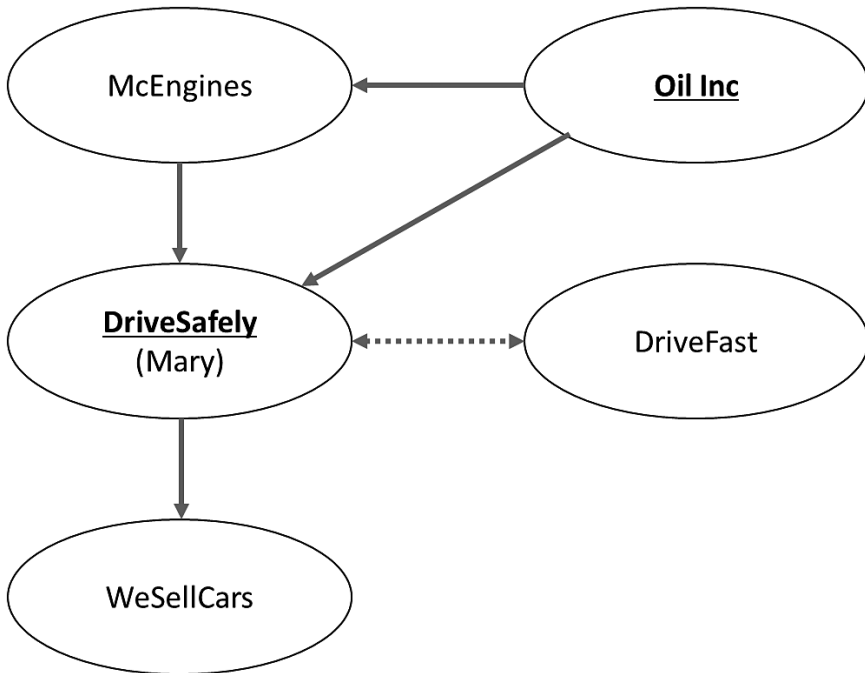 McEngines
Oil Inc
DriveSafely
(Mary)
DriveFast
WeSellCars